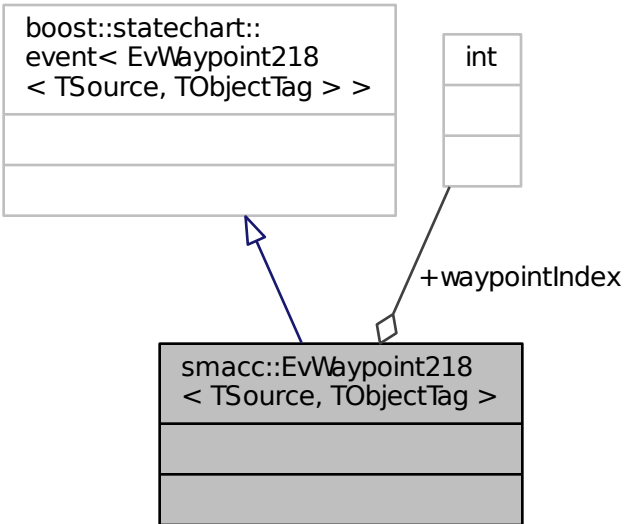 boost::statechart::
event< EvWaypoint218
< TSource, TObjectTag > >
int
+waypointIndex
smacc::EvWaypoint218
< TSource, TObjectTag >